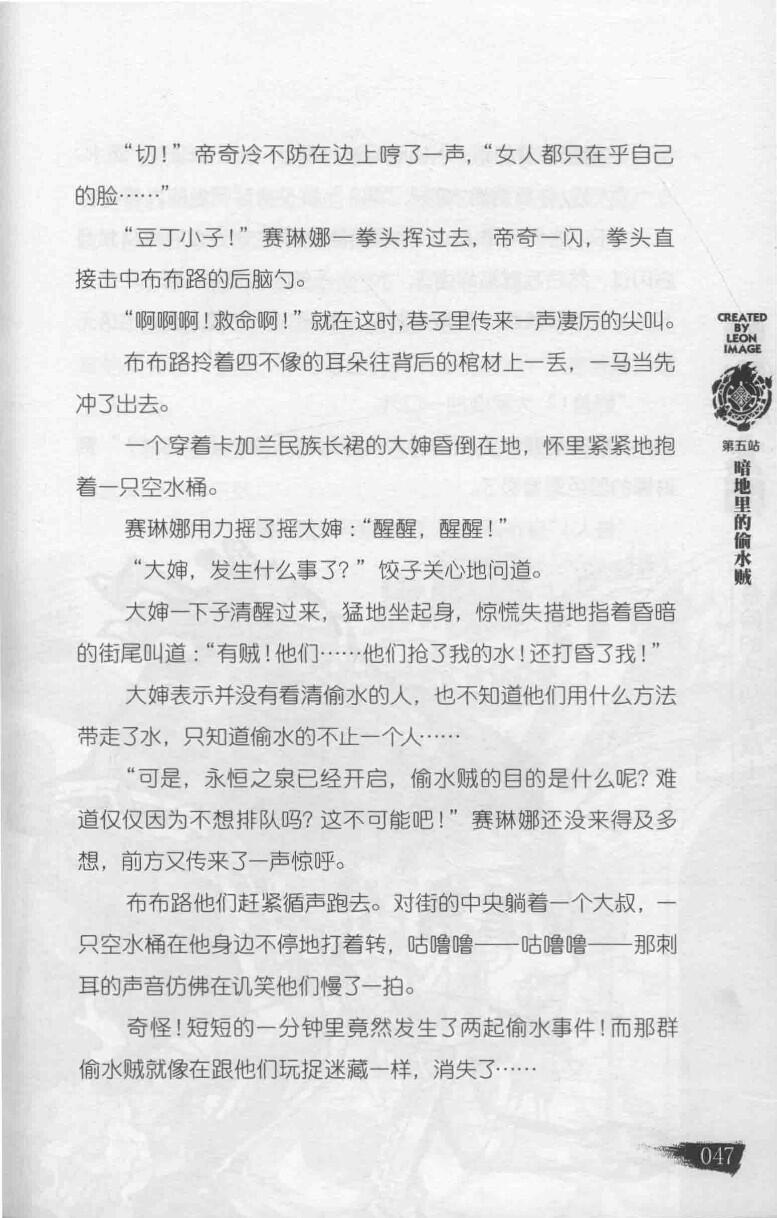 “切！”帝奇冷不防在边上哼了一声，“女人都只在乎自己
的脸……”
“豆丁小子！”赛琳娜一拳头挥过去，帝奇一闪，拳头直
接击中布布路的后脑勺。
“啊啊啊！救命啊！”就在这时，巷子里传来一声凄厉的尖叫。
布布路拎着四不像的耳朵往背后的棺材上一丢，一马当先
冲了出去。
一个穿着卡加兰民族长裙的大婶昏倒在地，怀里紧紧地抱
着一只空水桶。
赛琳娜用力摇了摇大婶：“醒醒，醒醒！”
“大婶，发生什么事了？”饺子关心地问道。
大婶一下子清醒过来，猛地坐起身，惊慌失措地指着昏暗
的街尾叫道：“有贼！他们……他们抢了我的水！还打昏了我！”
大婶表示并没有看清偷水的人，也不知道他们用什么方法
带走了水，只知道偷水的不止一个人……
“可是，永恒之泉已经开启，偷水贼的目的是什么呢？难
道仅仅因为不想排队吗？这不可能吧！”赛琳娜还没来得及多
想，前方又传来了一声惊呼。
布布路他们赶紧循声跑去。对街的中央躺着一个大叔，一
只空水桶在他身边不停地打着转，咕噜噜——咕噜噜——那刺
耳的声音仿佛在讥笑他们慢了一拍。
奇怪！短短的一分钟里竟然发生了两起偷水事件！而那群
偷水贼就像在跟他们玩捉迷藏一样，消失了……
CREATED
BY
LEON
IMAGE
第五站
暗地里的偷水贼
047